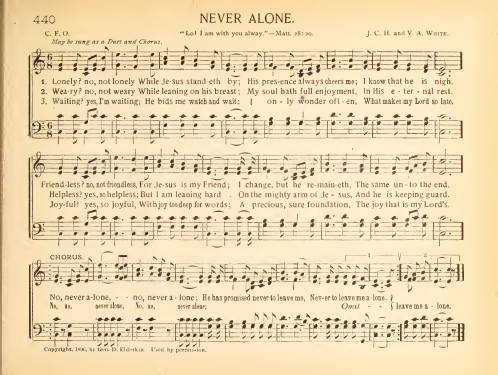 440
NEVER ALONE.
C. F. O.
"Lo! I am with you alway."—Matt. 28:20.
J. C. H. and V. A. WHITE.
May be sung as a Duet and Chorus.
1. Lonely? no, not lonely While Je-sus stand-eth by; His pres-ence always cheers me; I know that he is nigh.
2. Wea-ry? no, not weary While leaning on his breast; My soul hath full enjoyment, In His e - ter - nal rest.
3. Waiting? yes, I'm waiting; He bids me watch and wait; I on - ly wonder oft - en, What makes my Lord so late.
Friend-less? no, not friendless, For Je-sus is my Friend; I change, but he re-main-eth, The same un - to the end.
Helpless? yes, so helpless; But I am leaning hard On the mighty arm of Je - sus, And he is keeping guard.
Joy-ful? yes, so joyful, With joy too deep for words; A precious, sure foundation, The joy that is my Lord's.
CHORUS.
No, never a-lone, - - no, never a - lone; He has promised never to leave me, Nev-er to leave me a-lone.
No, no, never alone, No, no, never alone; Omit - - leave me a - lone.
Copyright, 1896, by Geo. D. Elderkin. Used by permission.